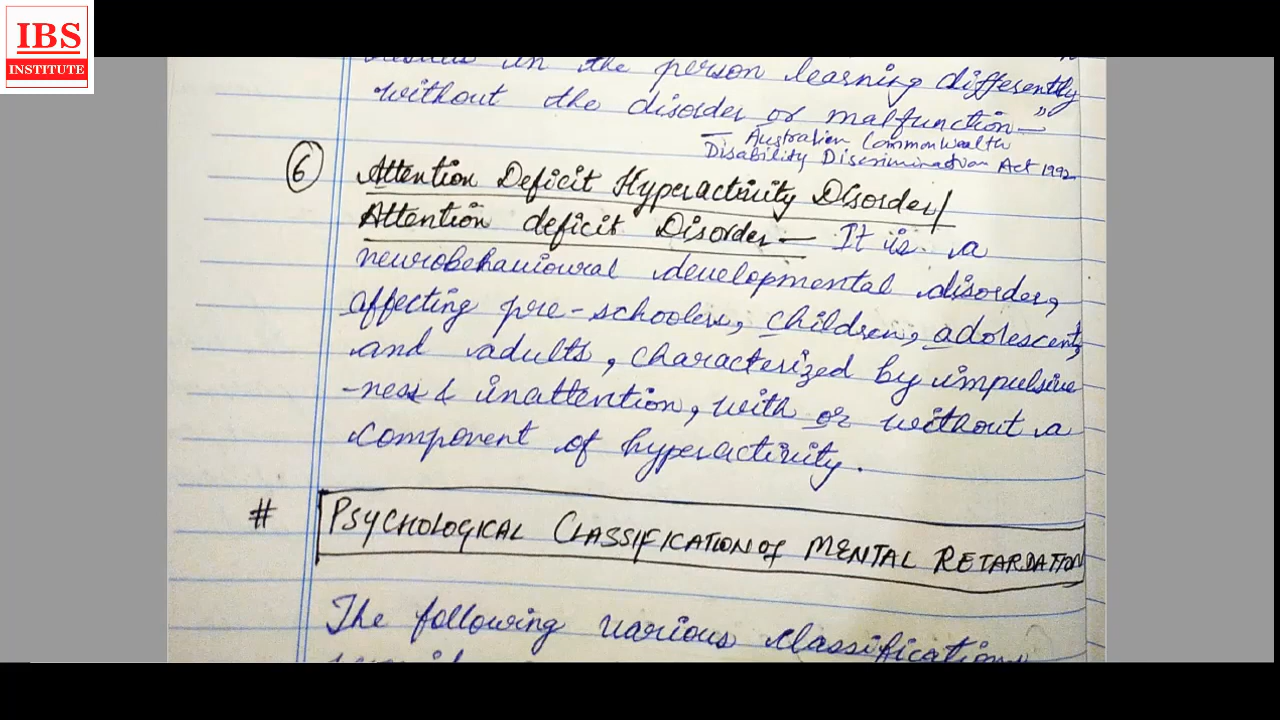 IBS
INSTITUTE
in the person learning differently
without the disorder or malfunction—"
— Australian Commonwealth
Disability Discrimination Act 1992
6 Attention Deficit Hyperactivity Disorder/
Attention deficit Disorder — It is a
neurobehavioural developmental disorder,
affecting pre-schoolers, children, adolescents,
and adults, characterized by impulsive
-ness & inattention, with or without a
component of hyperactivity.
# PSYCHOLOGICAL CLASSIFICATION of MENTAL RETARDATION
The following various classifications